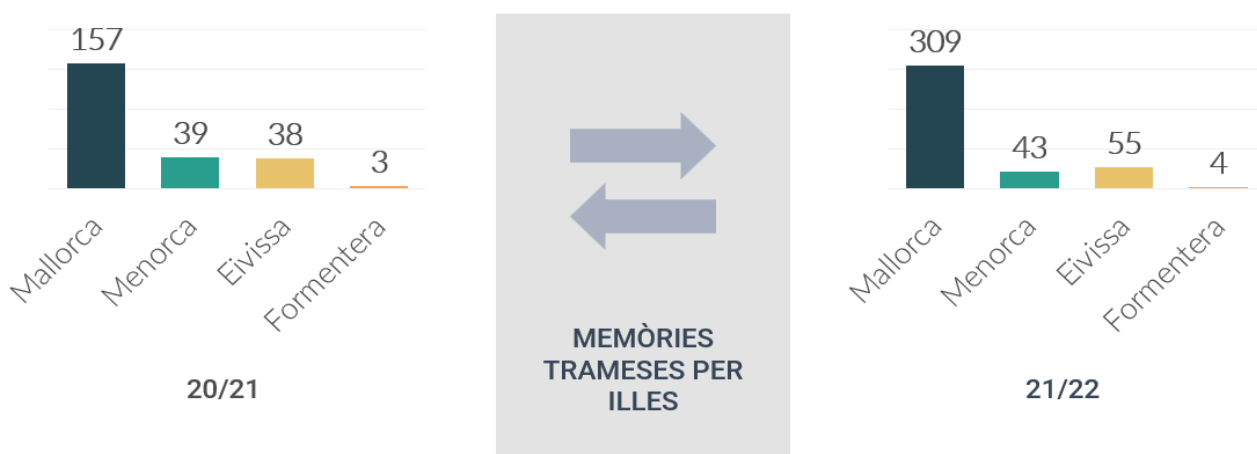 157
39
38
3
Mallorca
Menorca
Eivissa
Formentera
20/21
MEMÒRIES
TRAMESES PER
ILLES
309
43
55
4
Mallorca
Menorca
Eivissa
Formentera
21/22